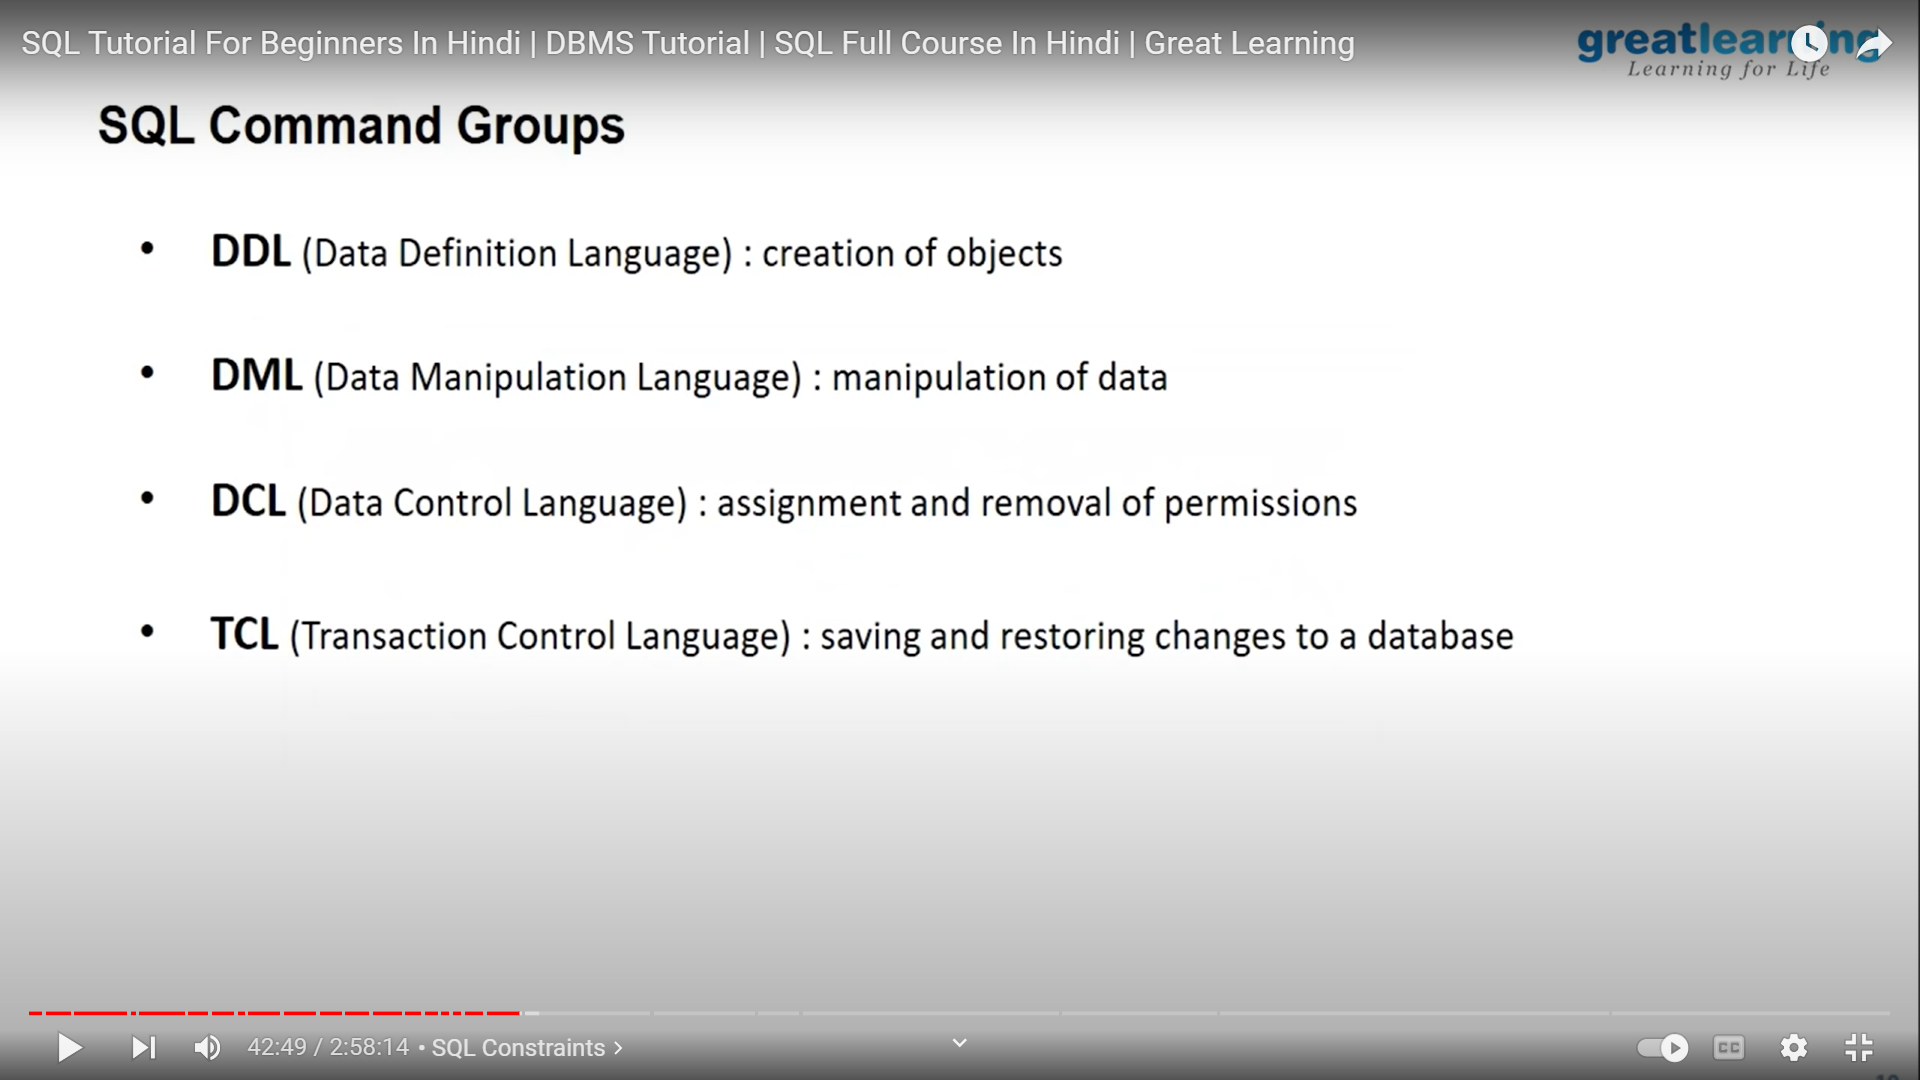 SQL Tutorial For Beginners In Hindi | DBMS Tutorial | SQL Full Course In Hindi | Great Learning
greatlearning
Learning for Life
SQL Command Groups
• DDL (Data Definition Language) : creation of objects
• DML (Data Manipulation Language) : manipulation of data
• DCL (Data Control Language) : assignment and removal of permissions
• TCL (Transaction Control Language) : saving and restoring changes to a database
42:49 / 2:58:14 • SQL Constraints >
CC